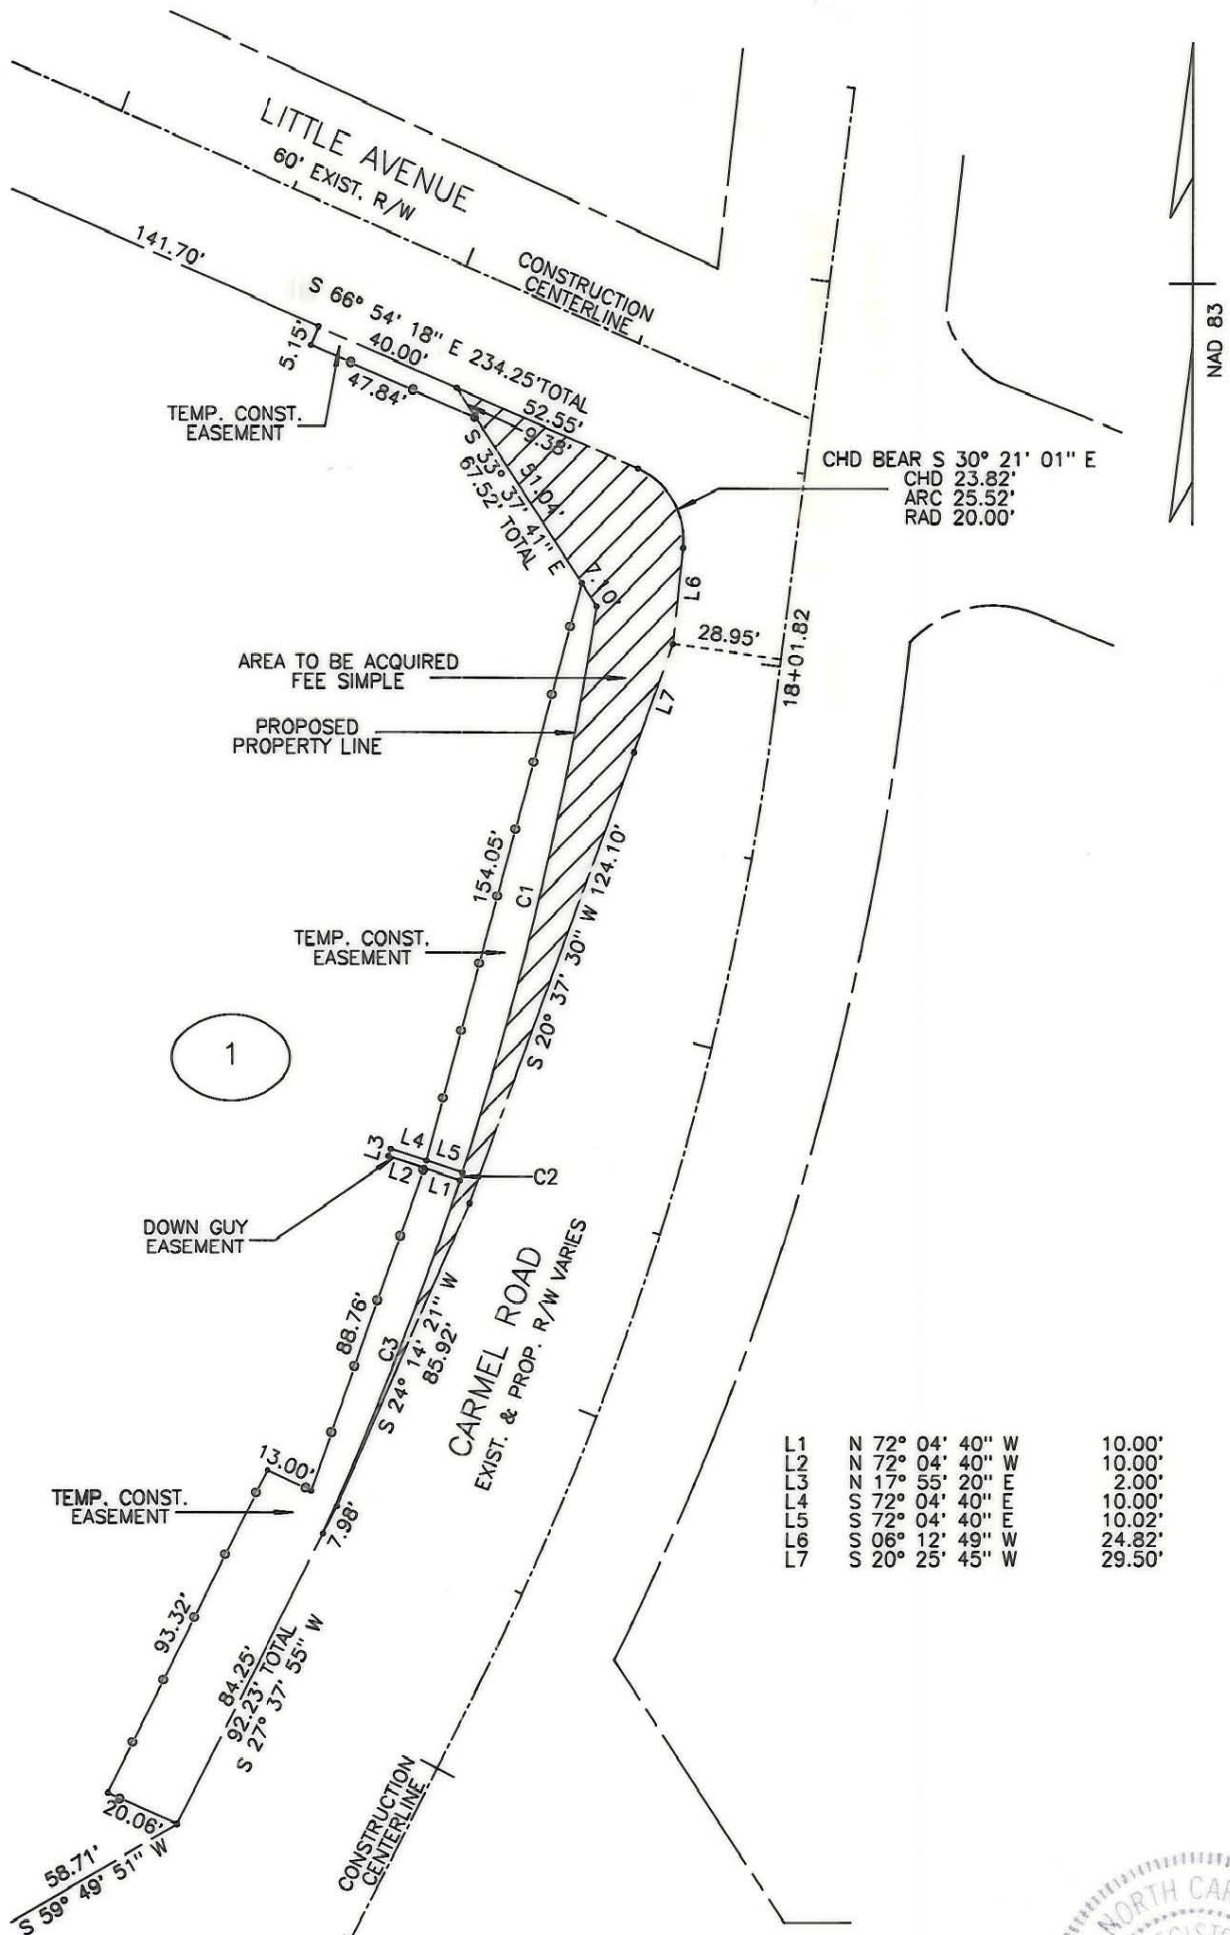 LITTLE AVENUE
60' EXIST. R/W
141.70'
CONSTRUCTION
CENTERLINE
S 66° 54' 18" E 234.25'TOTAL
40.00'
5.15'
47.84'
52.55'
9.38'
TEMP. CONST.
EASEMENT
S 33° 37' 41" E
67.52' TOTAL
51.04'
7.10'
CHD BEAR S 30° 21' 01" E
CHD 23.82'
ARC 25.52'
RAD 20.00'
NAD 83
L6
28.95'
18+01.82
L7
AREA TO BE ACQUIRED
FEE SIMPLE
PROPOSED
PROPERTY LINE
154.05'
C1
S 20° 37' 30" W 124.10'
TEMP. CONST.
EASEMENT
1
L3
L4
L5
L2
L1
C2
DOWN GUY
EASEMENT
88.76'
C3
S 24° 14' 21" W
85.92'
CARMEL ROAD
EXIST. & PROP. R/W VARIES
13.00'
TEMP. CONST.
EASEMENT
7.98'
93.32'
84.25'
92.23' TOTAL
S 27° 37' 55" W
20.06'
58.71'
S 59° 49' 51" W
CONSTRUCTION
CENTERLINE
L1 N 72° 04' 40" W 10.00'
L2 N 72° 04' 40" W 10.00'
L3 N 17° 55' 20" E 2.00'
L4 S 72° 04' 40" E 10.00'
L5 S 72° 04' 40" E 10.02'
L6 S 06° 12' 49" W 24.82'
L7 S 20° 25' 45" W 29.50'
NORTH CAR